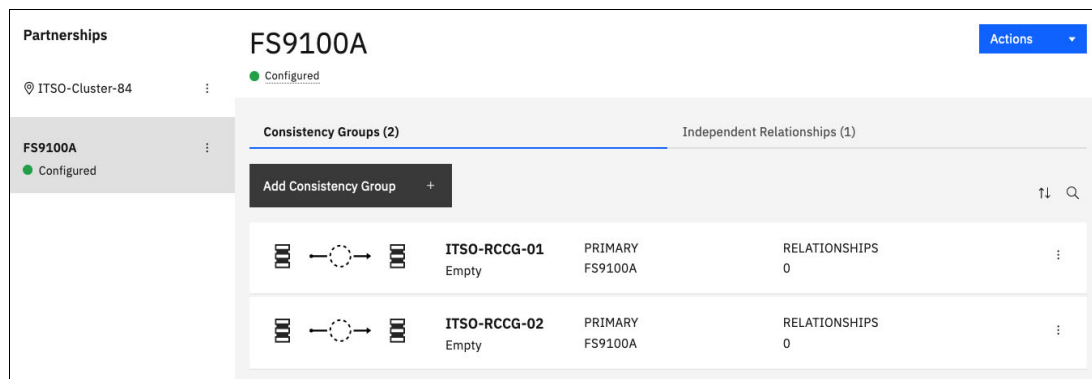 Partnerships
ITSO-Cluster-84
FS9100A
Configured
FS9100A
Configured
Actions
Consistency Groups (2)
Independent Relationships (1)
Add Consistency Group +
ITSO-RCCG-01
Empty
PRIMARY
FS9100A
RELATIONSHIPS
0
ITSO-RCCG-02
Empty
PRIMARY
FS9100A
RELATIONSHIPS
0